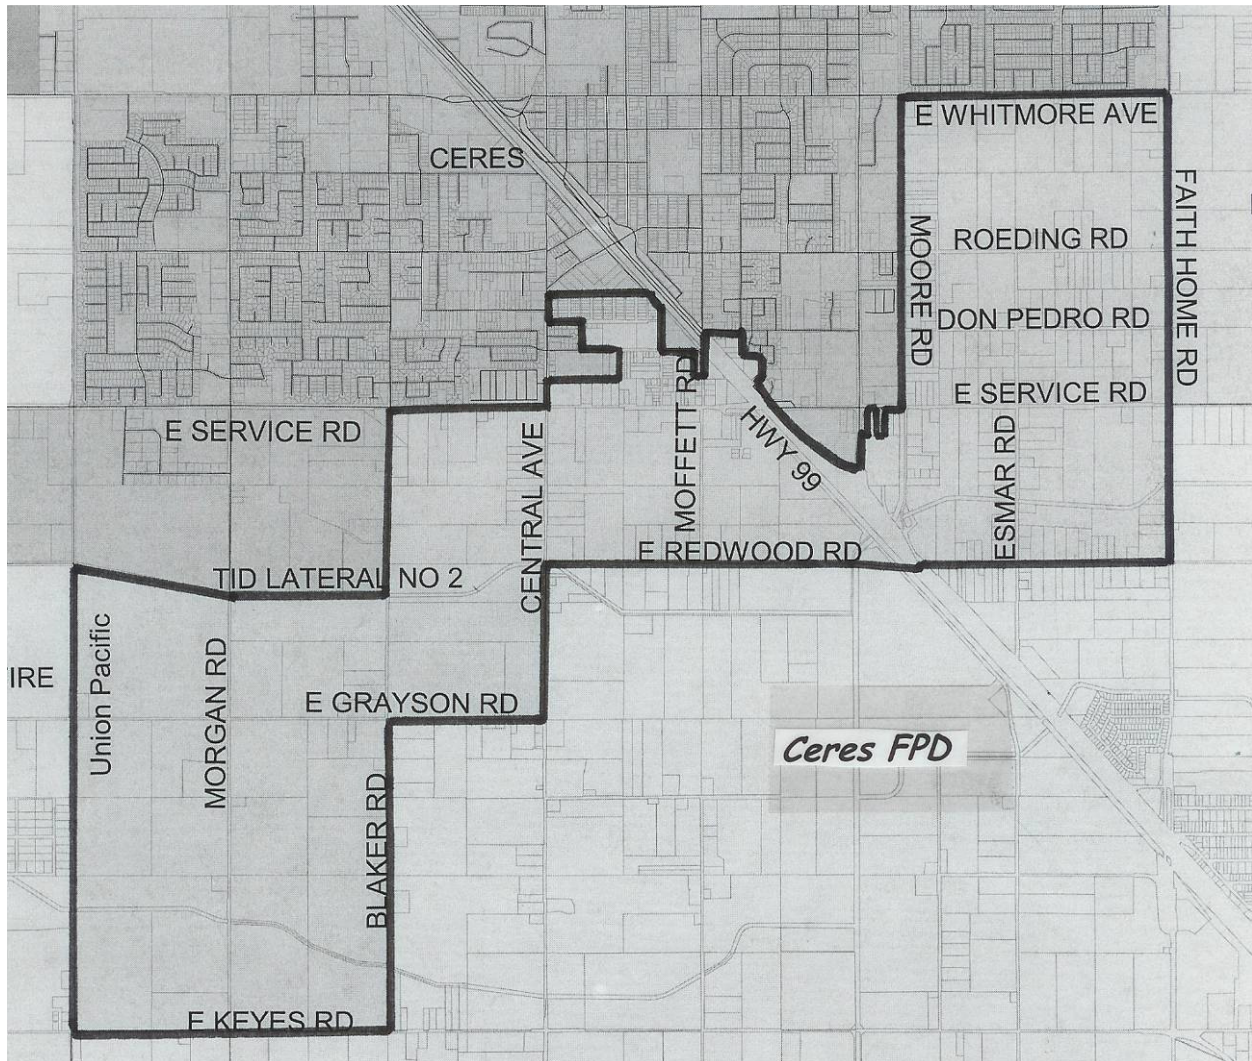 E WHITMORE AVE
CERES
FAITH HOME RD
MOORE RD
ROEDING RD
DON PEDRO RD
MOFFETT RD
E SERVICE RD
E SERVICE RD
HWY 99
CENTRAL AVE
ESMAR RD
E REDWOOD RD
TID LATERAL NO 2
Union Pacific
MORGAN RD
IRE
E GRAYSON RD
Ceres FPD
BLAKER RD
E KEYES RD